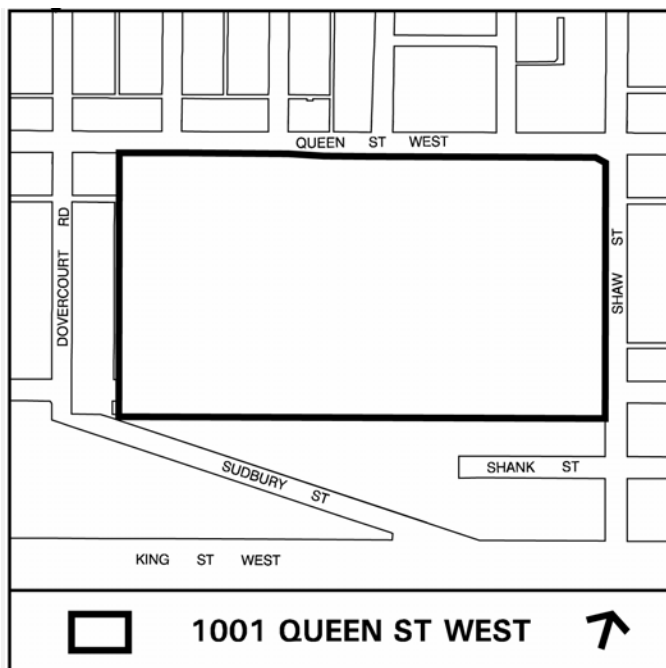 QUEEN ST WEST
DOVERCOURT RD
SHAW ST
SUDBURY ST
SHANK ST
KING ST WEST
1001 QUEEN ST WEST